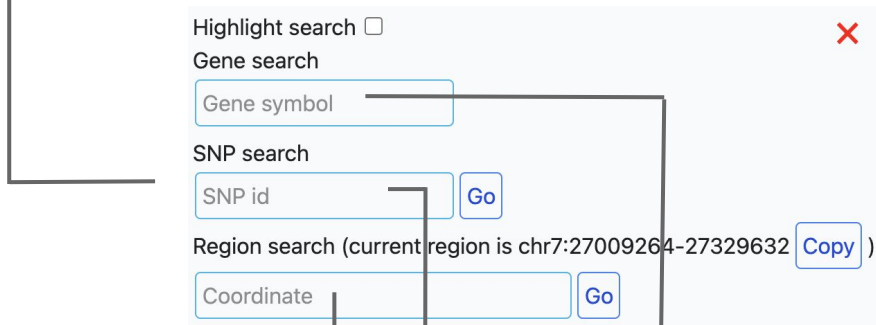 Highlight search
Gene search
Gene symbol
SNP search
SNP id Go
Region search (current region is chr7:27009264-27329632 Copy )
Coordinate Go